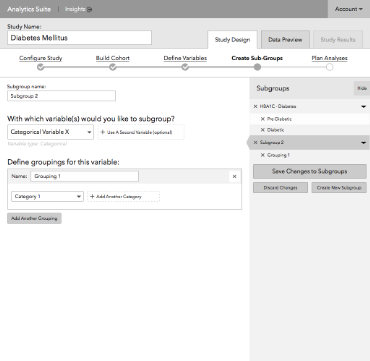 Analytics Suite
Insights
Account
Study Name:
Diabetes Mellitus
Study Design
Data Preview
Study Results
Configure Study
Build Cohort
Define Variables
Create Sub-Groups
Plan Analyses
Subgroup name:
Subgroup 2
With which variable(s) would you like to subgroup?
Categorical Variable X
+ Use A Second Variable (optional)
Variable type: Categorical
Define groupings for this variable:
Name: Grouping 1 ×
Category 1
+ Add Another Category
Add Another Grouping
Subgroups
Hide
× HBA1C - Diabetes
× Pre Diabetic
× Diabetic
× Subgroup 2
× Grouping 1
Save Changes to Subgroups
Discard Changes
Create New Subgroup